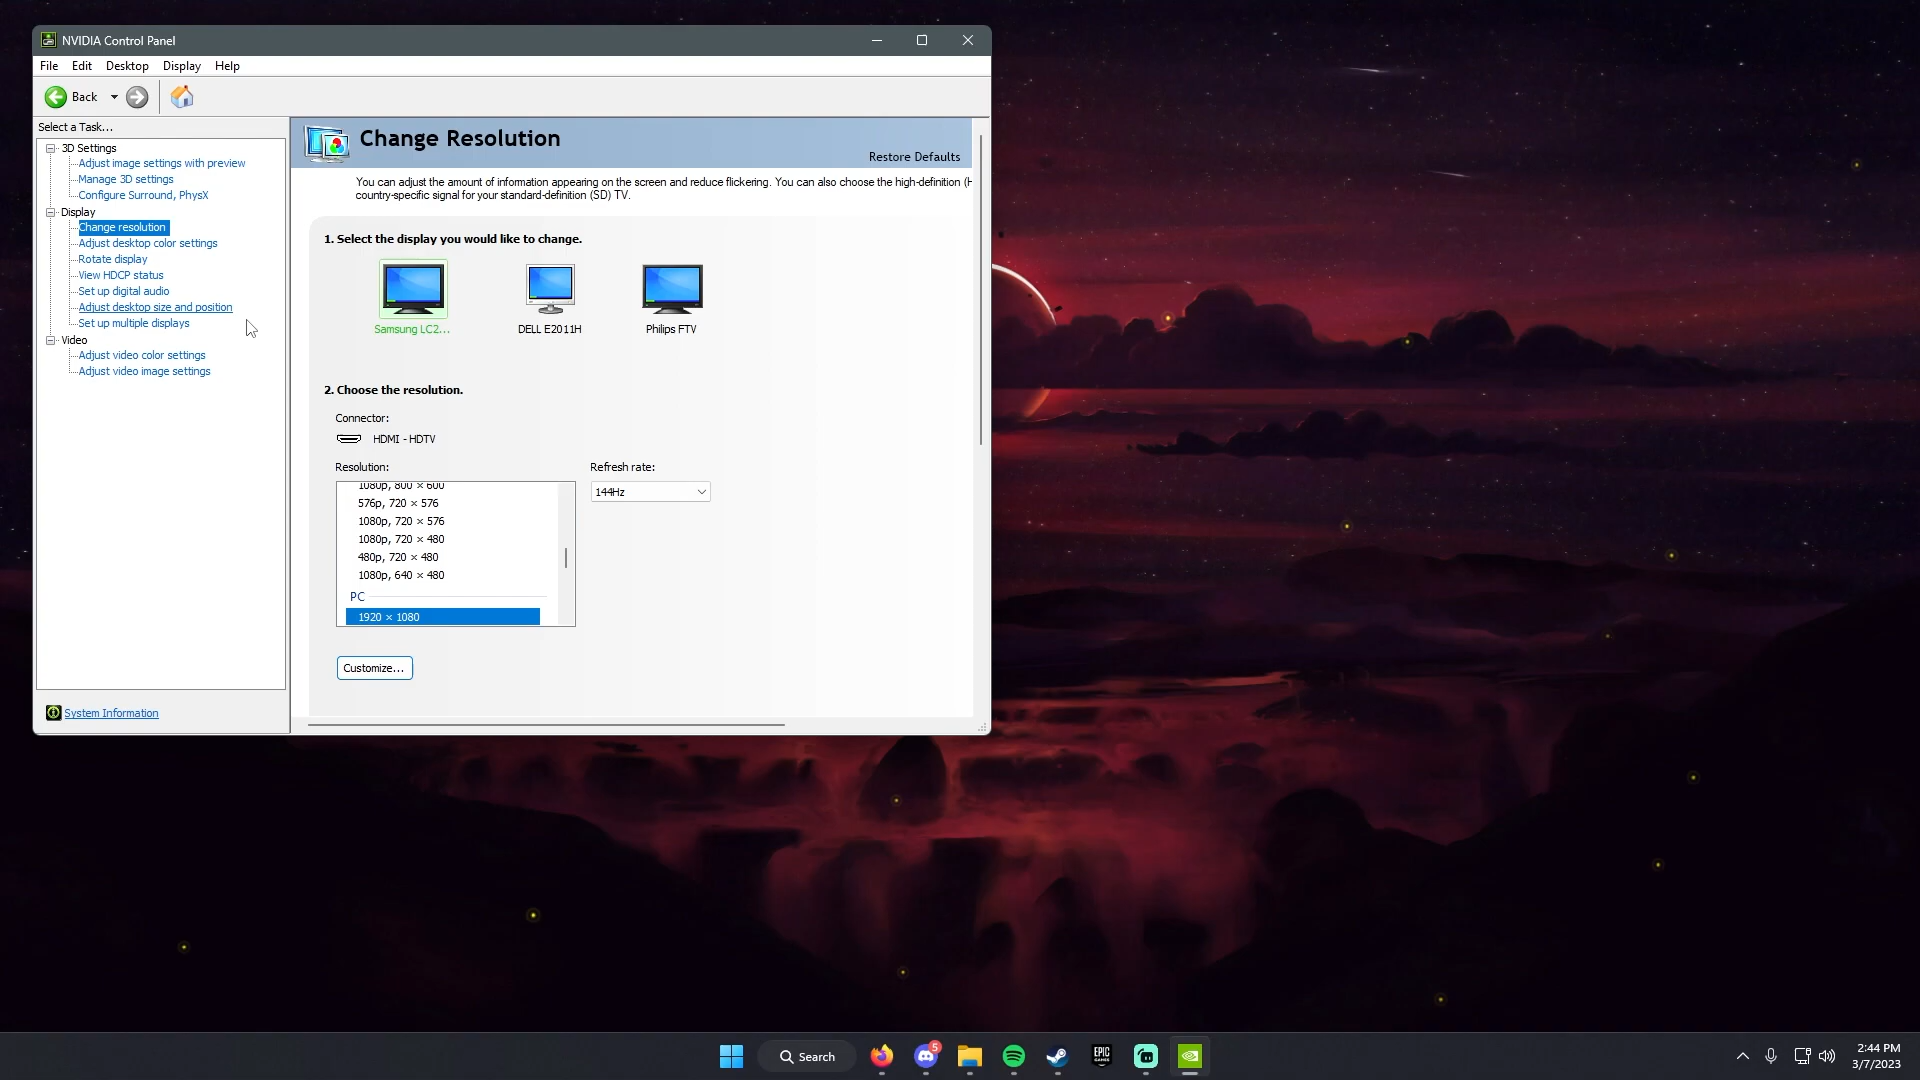 NVIDIA Control Panel
File Edit Desktop Display Help
Back
Select a Task...
3D Settings
Adjust image settings with preview
Manage 3D settings
Configure Surround, PhysX
Display
Change resolution
Adjust desktop color settings
Rotate display
View HDCP status
Set up digital audio
Adjust desktop size and position
Set up multiple displays
Video
Adjust video color settings
Adjust video image settings
System Information
Change Resolution
Restore Defaults
You can adjust the amount of information appearing on the screen and reduce flickering. You can also choose the high-definition (H
country-specific signal for your standard-definition (SD) TV.
1. Select the display you would like to change.
Samsung LC2... DELL E2011H Philips FTV
2. Choose the resolution.
Connector:
HDMI - HDTV
Resolution: Refresh rate:
144Hz
1080p, 800 × 600
576p, 720 × 576
1080p, 720 × 576
1080p, 720 × 480
480p, 720 × 480
1080p, 640 × 480
PC
1920 × 1080
Customize...
Search
5
EPIC
GAMES
2:44 PM
3/7/2023